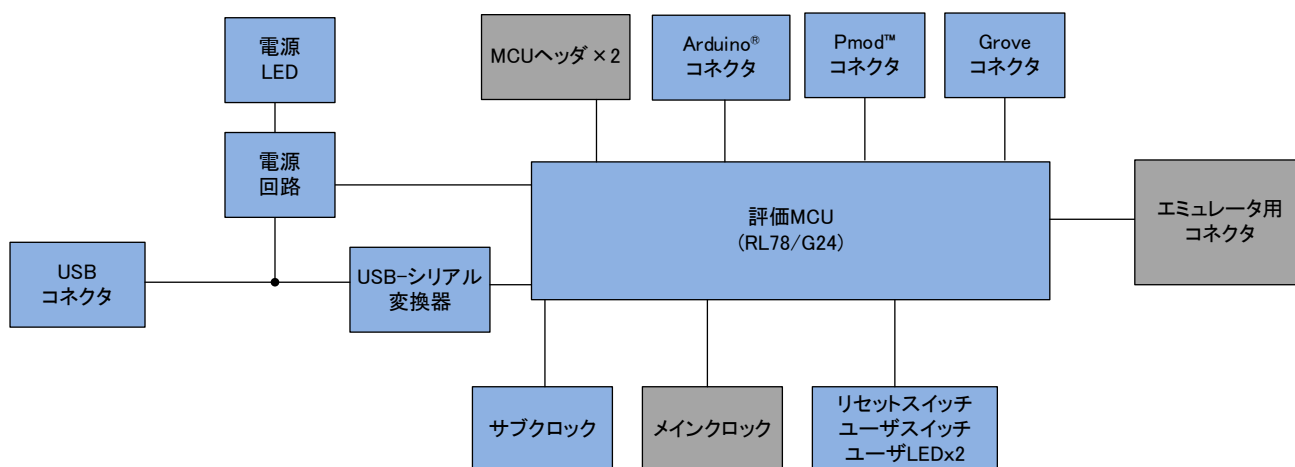 電源
LED
MCUヘッダ×2
Arduino®
コネクタ
Pmod™
コネクタ
Grove
コネクタ
電源
回路
評価MCU
(RL78/G24)
エミュレータ用
コネクタ
USB
コネクタ
USB-シリアル
変換器
サブクロック
メインクロック
リセットスイッチ
ユーザスイッチ
ユーザLEDx2